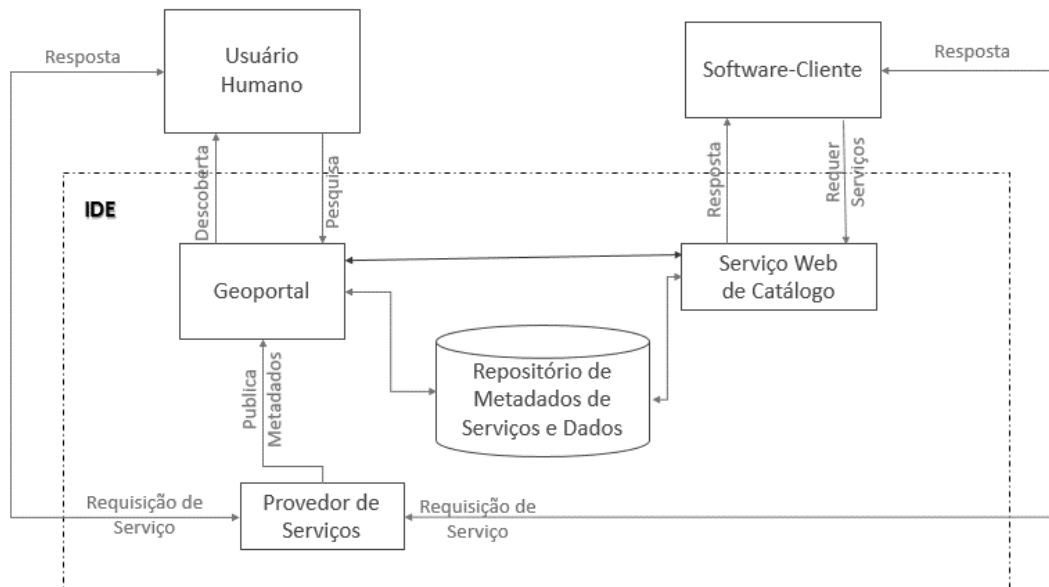 Resposta
Usuário
Humano
Software-Cliente
Resposta
Descoberta
Pesquisa
Resposta
Requer
Serviços
IDE
Geoportal
Serviço Web
de Catálogo
Repositório de
Metadados de
Serviços e Dados
Publica
Metadados
Requisição de
Serviço
Provedor de
Serviços
Requisição de
Serviço